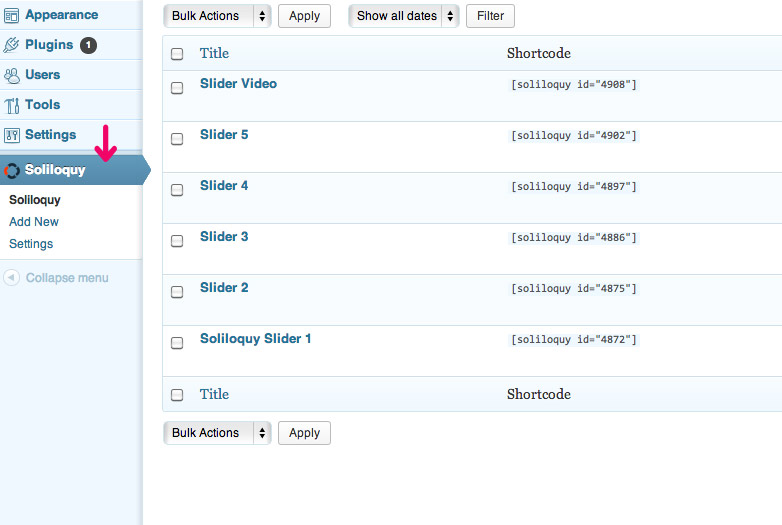 Appearance
Plugins 1
Users
Tools
Settings
Soliloquy
Soliloquy
Add New
Settings
Collapse menu
Bulk Actions Apply Show all dates Filter
Title Shortcode
Slider Video [soliloquy id="4908"]
Slider 5 [soliloquy id="4902"]
Slider 4 [soliloquy id="4897"]
Slider 3 [soliloquy id="4886"]
Slider 2 [soliloquy id="4875"]
Soliloquy Slider 1 [soliloquy id="4872"]
Title Shortcode
Bulk Actions Apply